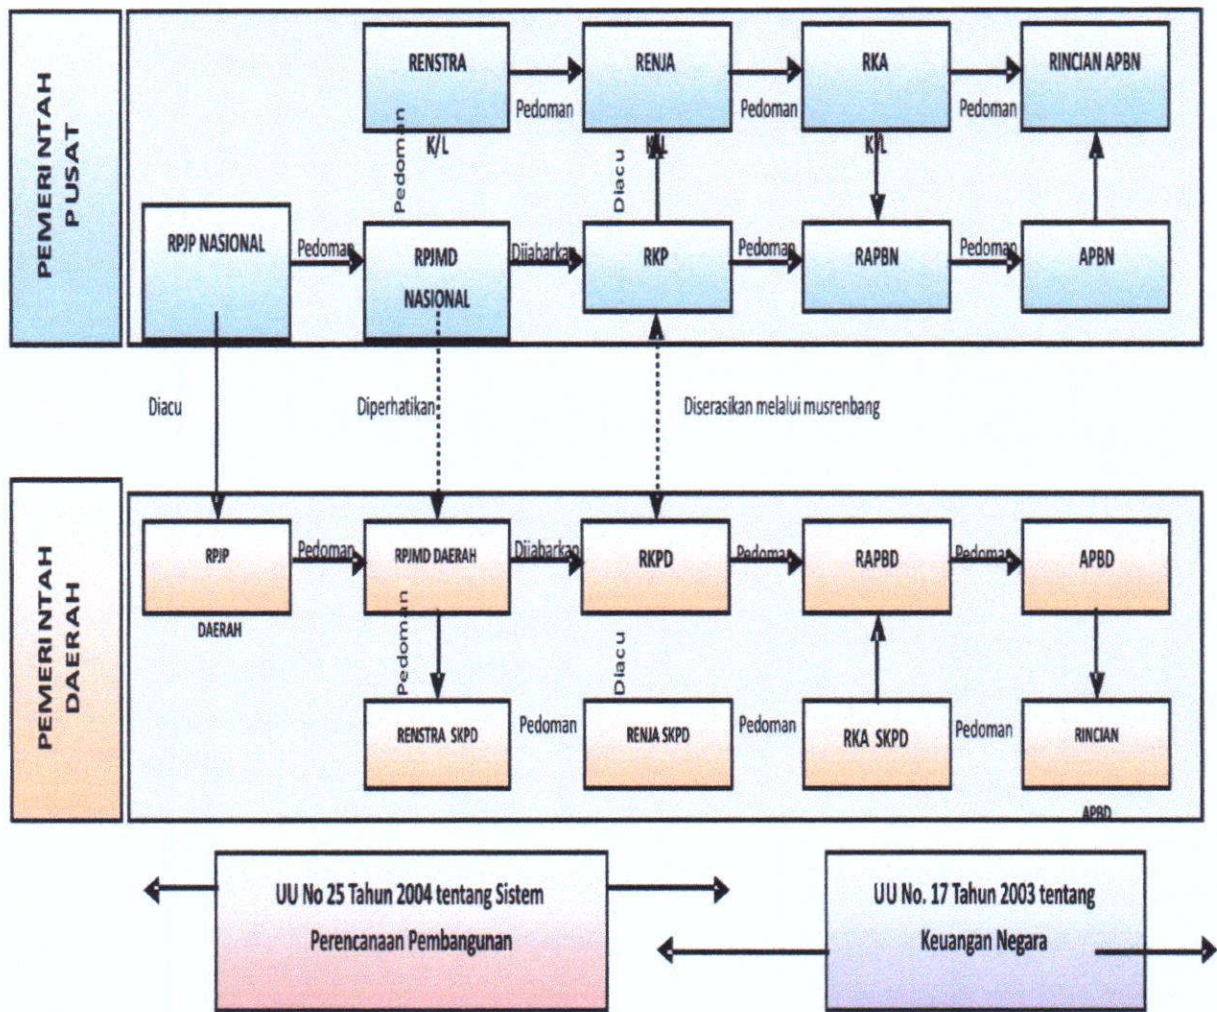 PEMERINTAH
PUSAT
RENSTRA
K/L
Pedoman
RENJA
K/L
Pedoman
RKA
K/L
Pedoman
RINCIAN APBN
Pedoman
Diacu
RPJP NASIONAL
Pedoman
RPJMD
NASIONAL
Dijabarkan
RKP
Pedoman
RAPBN
Pedoman
APBN
Diacu
Diperhatikan
Diserasikan melalui musrenbang
PEMERINTAH
DAERAH
RPJP
DAERAH
Pedoman
RPJMD DAERAH
Dijabarkan
RKPD
Pedoman
RAPBD
Pedoman
APBD
Pedoman
Diacu
RENSTRA SKPD
Pedoman
RENJA SKPD
Pedoman
RKA SKPD
Pedoman
RINCIAN
APBD
UU No 25 Tahun 2004 tentang Sistem
Perencanaan Pembangunan
UU No. 17 Tahun 2003 tentang
Keuangan Negara